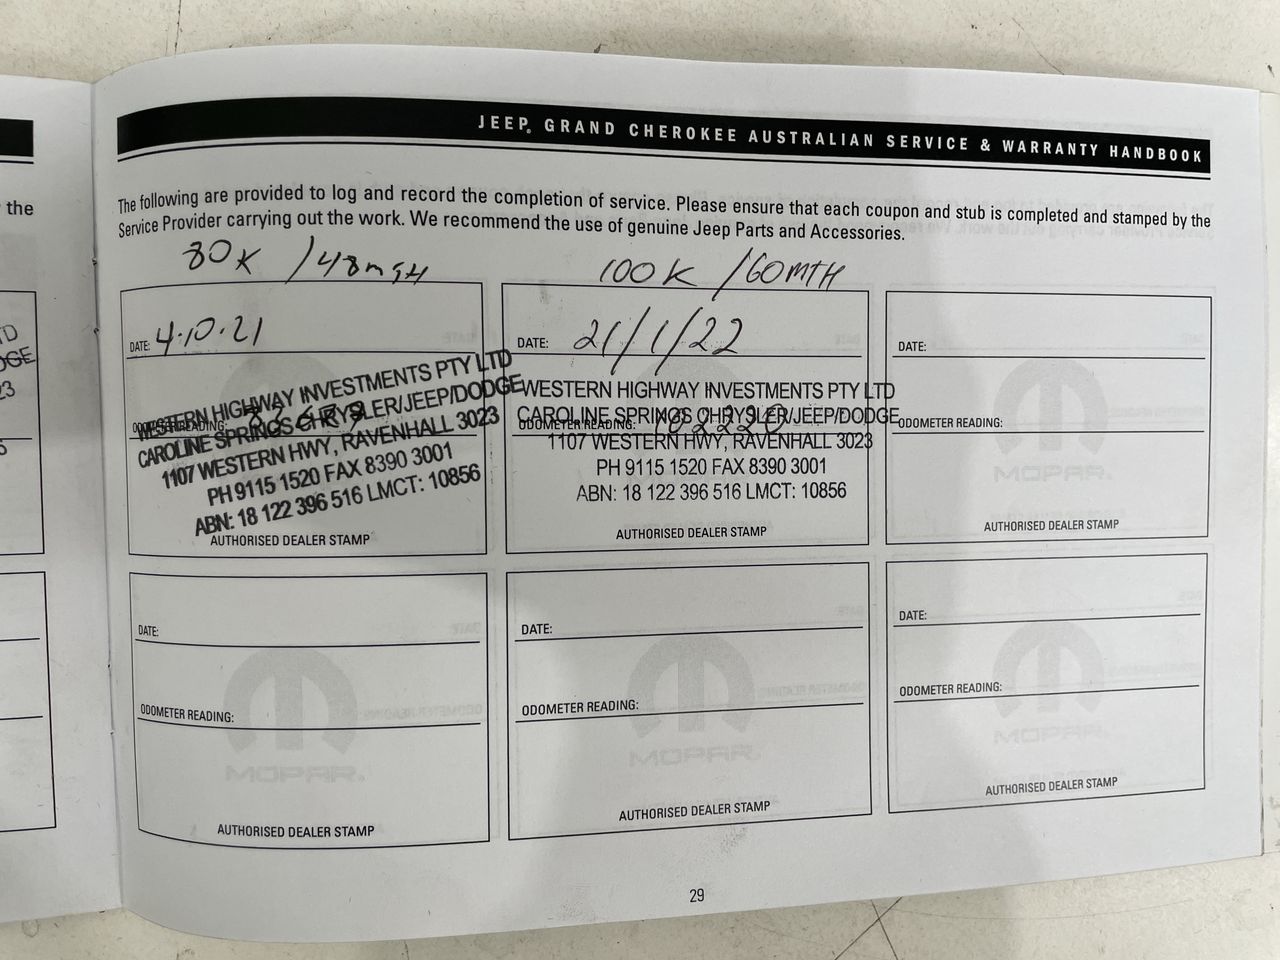 JEEP® GRAND CHEROKEE AUSTRALIAN SERVICE & WARRANTY HANDBOOK
the
The following are provided to log and record the completion of service. Please ensure that each coupon and stub is completed and stamped by the
Service Provider carrying out the work. We recommend the use of genuine Jeep Parts and Accessories.
80K /48mth
DATE: 4.10.21
ODOMETER READING:
WESTERN HIGHWAY INVESTMENTS PTY LTD
CAROLINE SPRINGS CHRYSLER/JEEP/DODGE
1107 WESTERN HWY, RAVENHALL 3023
PH 9115 1520 FAX 8390 3001
ABN: 18 122 396 516 LMCT: 10856
AUTHORISED DEALER STAMP
100K /60MTH
DATE: 21/1/22
WESTERN HIGHWAY INVESTMENTS PTY LTD
CAROLINE SPRINGS CHRYSLER/JEEP/DODGE
ODOMETER READING: 102220
1107 WESTERN HWY, RAVENHALL 3023
PH 9115 1520 FAX 8390 3001
ABN: 18 122 396 516 LMCT: 10856
AUTHORISED DEALER STAMP
DATE:
ODOMETER READING:
MOPAR
AUTHORISED DEALER STAMP
DATE:
ODOMETER READING:
MOPAR®
AUTHORISED DEALER STAMP
DATE:
ODOMETER READING:
MOPAR®
AUTHORISED DEALER STAMP
DATE:
ODOMETER READING:
MOPAR
AUTHORISED DEALER STAMP
29